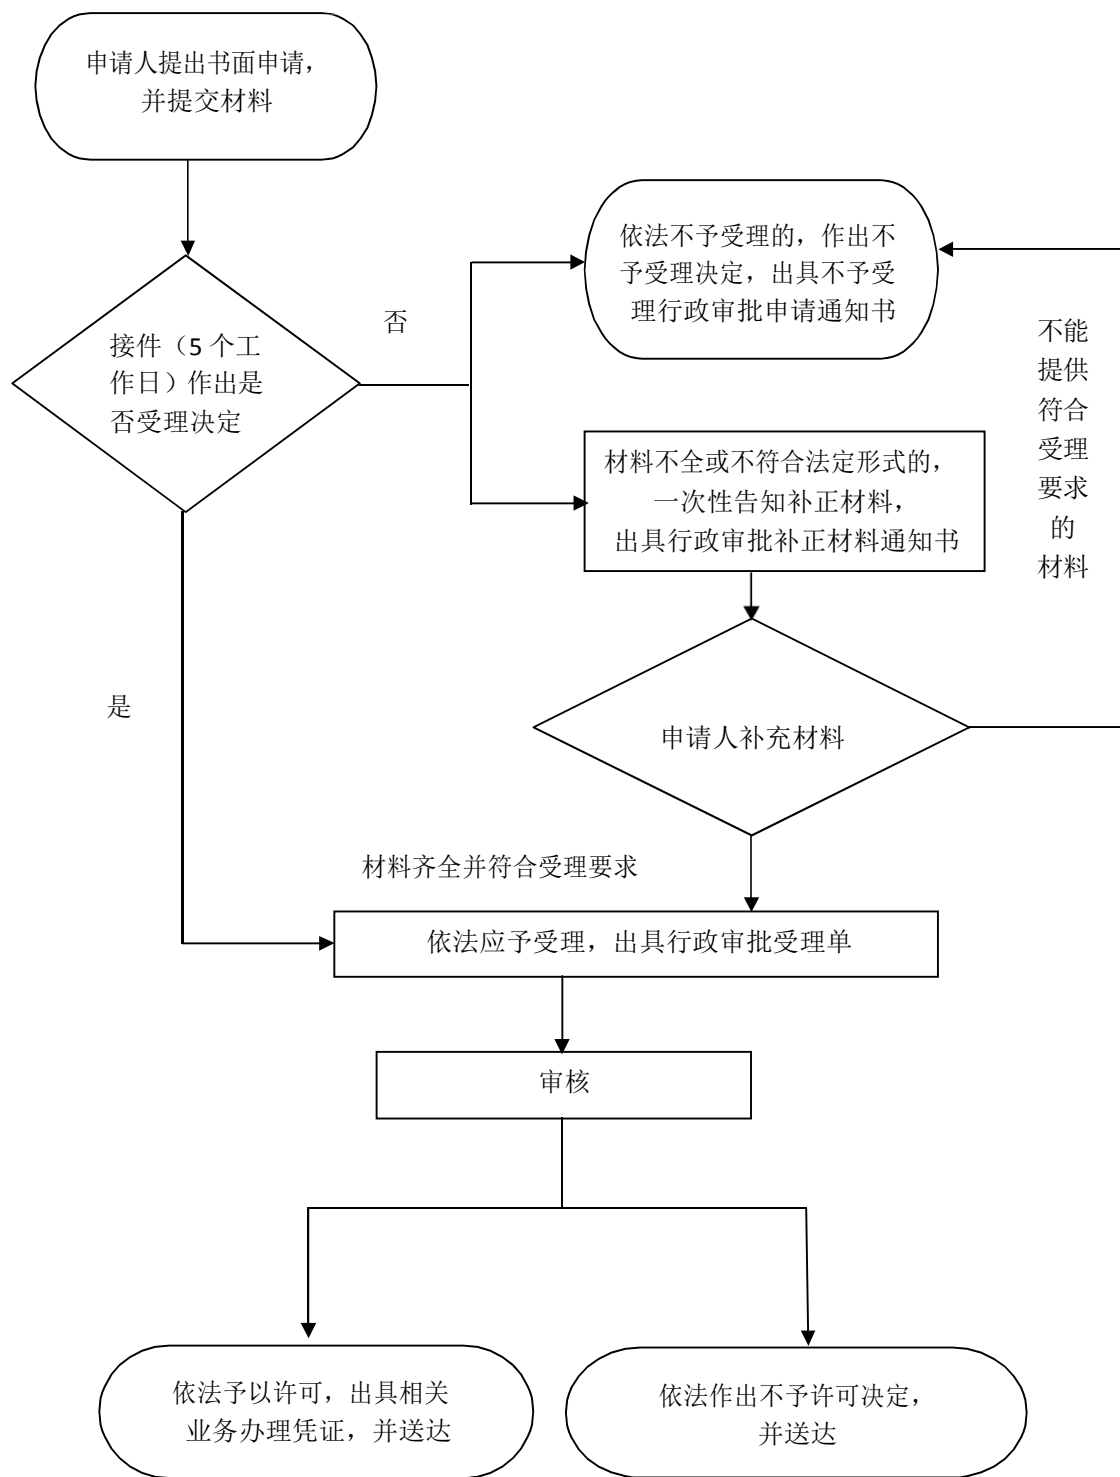 申请人提出书面申请，
并提交材料
依法不予受理的，作出不
予受理决定，出具不予受
理行政审批申请通知书
否
接件（5 个工
作日）作出是
否受理决定
不能
提供
符合
受理
要求
的
材料
材料不全或不符合法定形式的，
一次性告知补正材料，
出具行政审批补正材料通知书
是
申请人补充材料
材料齐全并符合受理要求
依法应予受理，出具行政审批受理单
审核
依法予以许可，出具相关
业务办理凭证，并送达
依法作出不予许可决定，
并送达